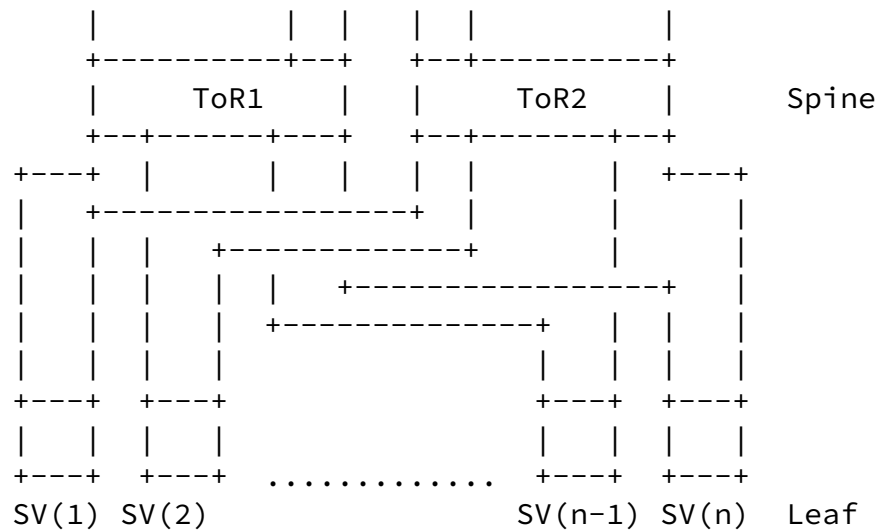 ToR1 ToR2 Spine
.............
SV(1) SV(2) SV(n-1) SV(n) Leaf